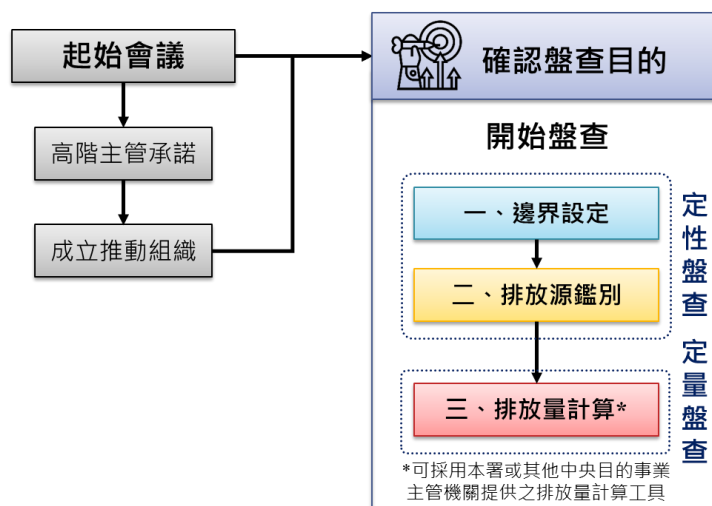 起始會議
高階主管承諾
成立推動組織
確認盤查目的
開始盤查
一、邊界設定
二、排放源鑑別
定性盤查
三、排放量計算*
定量盤查
*可採用本署或其他中央目的事業
主管機關提供之排放量計算工具